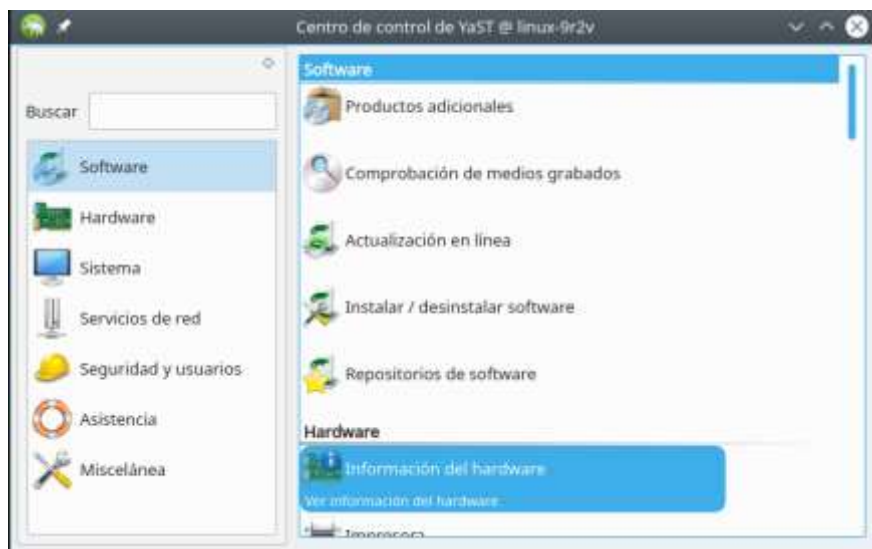 Centro de control de YaST @ linux-9r2v
Buscar
Software
Hardware
Sistema
Servicios de red
Seguridad y usuarios
Asistencia
Miscelánea
Software
Productos adicionales
Comprobación de medios grabados
Actualización en línea
Instalar / desinstalar software
Repositorios de software
Hardware
Información del hardware
Ver información del hardware
Impresora